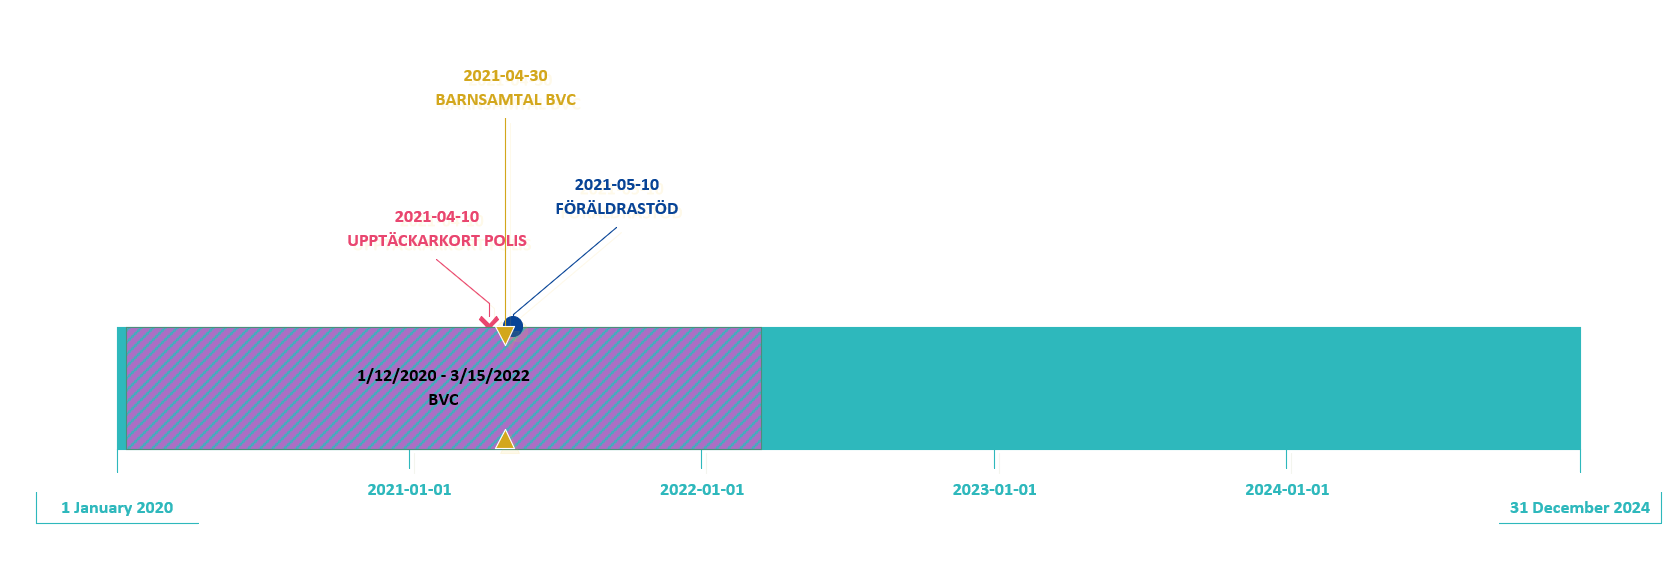 2021-04-30
BARNSAMTAL BVC
2021-05-10
FÖRÄLDRASTÖD
2021-04-10
UPPTÄCKARKORT POLIS
1/12/2020 - 3/15/2022
BVC
2021-01-01
2022-01-01
2023-01-01
2024-01-01
1 January 2020
31 December 2024